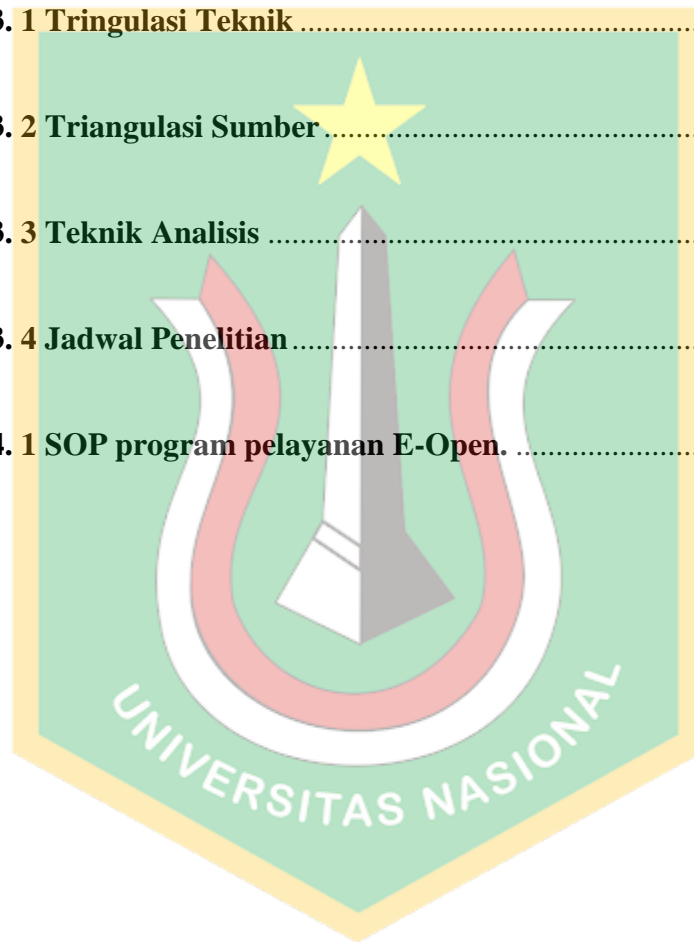 3. 1 Tringulasi Teknik ................................................
3. 2 Triangulasi Sumber ................................................
3. 3 Teknik Analisis ................................................
3. 4 Jadwal Penelitian ................................................
4. 1 SOP program pelayanan E-Open. ................................
UNIVERSITAS NASIONAL